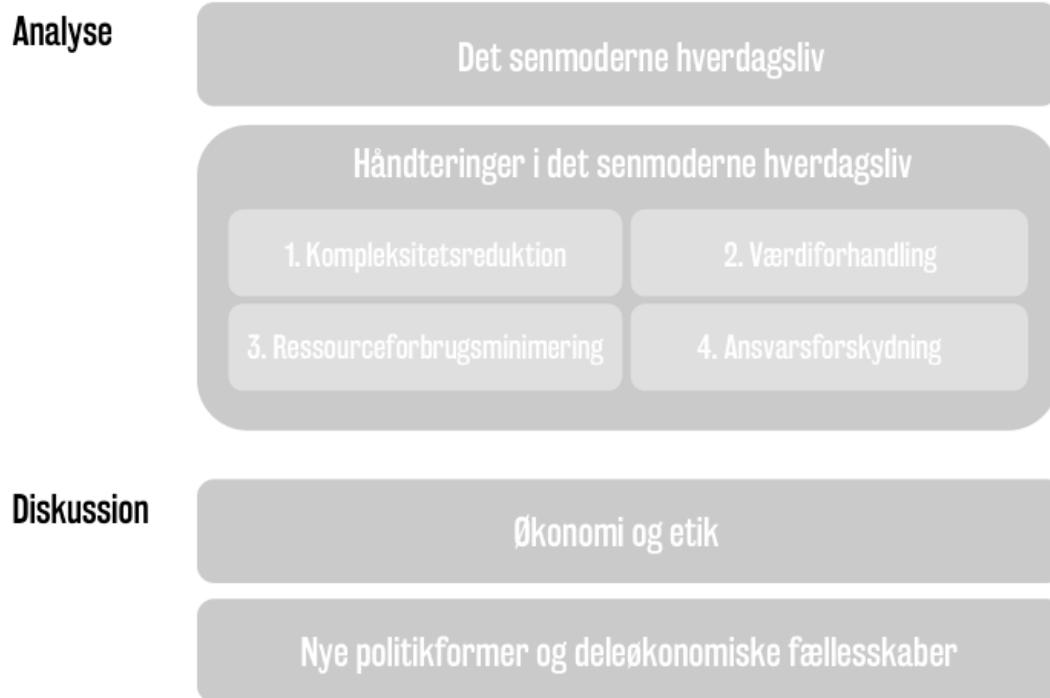 Analyse
Det senmoderne hverdagsliv
Håndteringer i det senmoderne hverdagsliv
1. Kompleksitetsreduktion
2. Værdiforhandling
3. Ressourceforbrugsminimering
4. Ansvarsforskydning
Diskussion
Økonomi og etik
Nye politikformer og deleøkonomiske fællesskaber